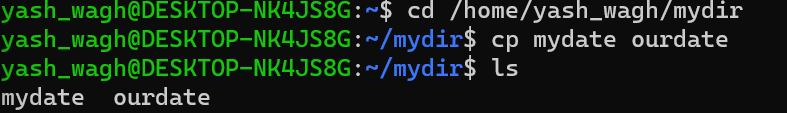 yash_wagh@DESKTOP-NK4JS8G:~$ cd /home/yash_wagh/mydir
yash_wagh@DESKTOP-NK4JS8G:~/mydir$ cp mydate ourdate
yash_wagh@DESKTOP-NK4JS8G:~/mydir$ ls
mydate  ourdate